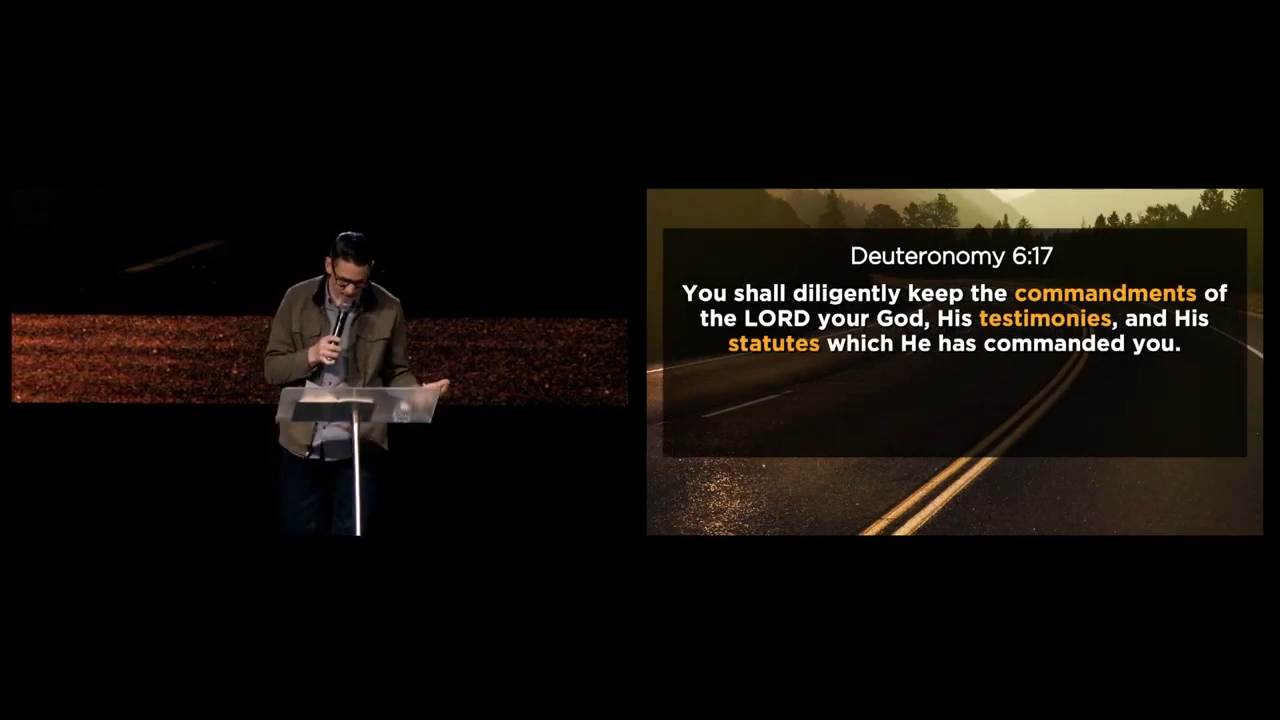 Deuteronomy 6:17
You shall diligently keep the commandments of
the LORD your God, His testimonies, and His
statutes which He has commanded you.